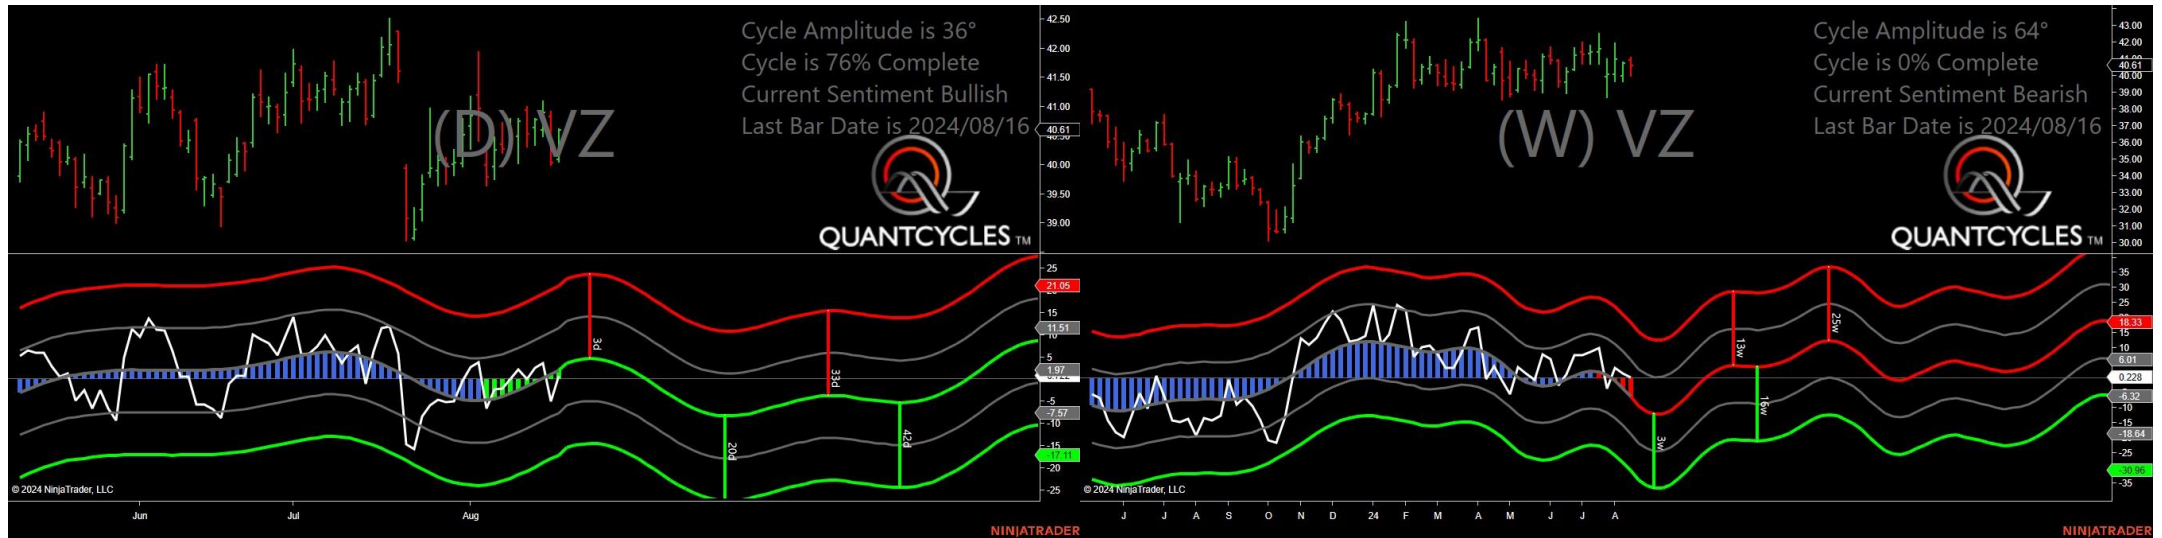 Cycle Amplitude is 36°
Cycle is 76% Complete
Current Sentiment Bullish
Last Bar Date is 2024/08/16
(D) VZ
QUANTCYCLES TM
42.50
42.00
41.50
41.00
40.61
40.00
39.50
39.00
25
21.05
15
11.51
10
5
1.97
-5
-7.57
-10
-15
-17.11
-20
-25
3d
20d
33d
42d
© 2024 NinjaTrader, LLC
Jun
Jul
Aug
NINJATRADER
Cycle Amplitude is 64°
Cycle is 0% Complete
Current Sentiment Bearish
Last Bar Date is 2024/08/16
(W) VZ
QUANTCYCLES TM
43.00
42.00
40.61
40.00
39.00
38.00
37.00
36.00
35.00
34.00
33.00
32.00
31.00
30.00
35
30
25
20
18.33
15
10
6.01
0.228
-6.32
-10
-15
-18.64
-25
-30.96
-35
3w
13w
16w
25w
© 2024 NinjaTrader, LLC
J J A S O N D 24 F M A M J J A
NINJATRADER